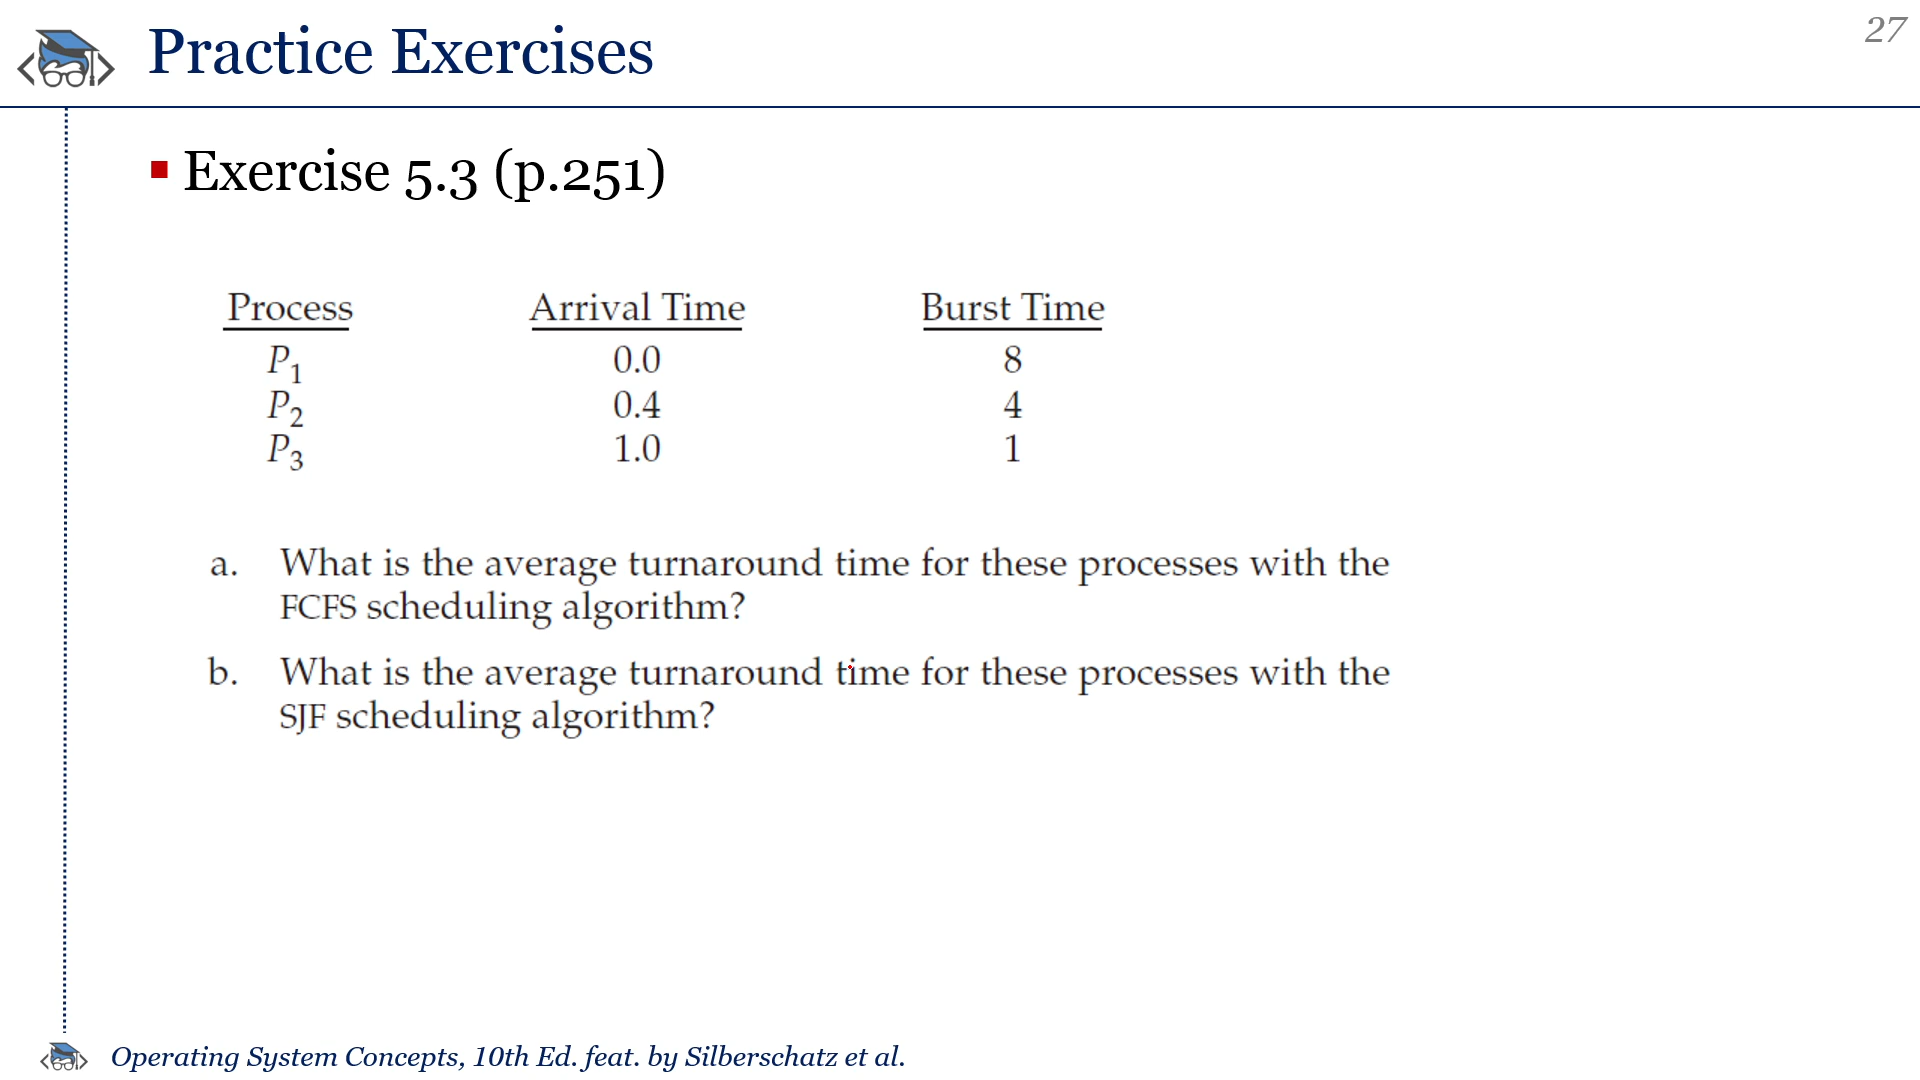 Practice Exercises
27
Exercise 5.3 (p.251)
Process Arrival Time Burst Time
P1 0.0 8
P2 0.4 4
P3 1.0 1
a. What is the average turnaround time for these processes with the
FCFS scheduling algorithm?
b. What is the average turnaround time for these processes with the
SJF scheduling algorithm?
Operating System Concepts, 10th Ed. feat. by Silberschatz et al.